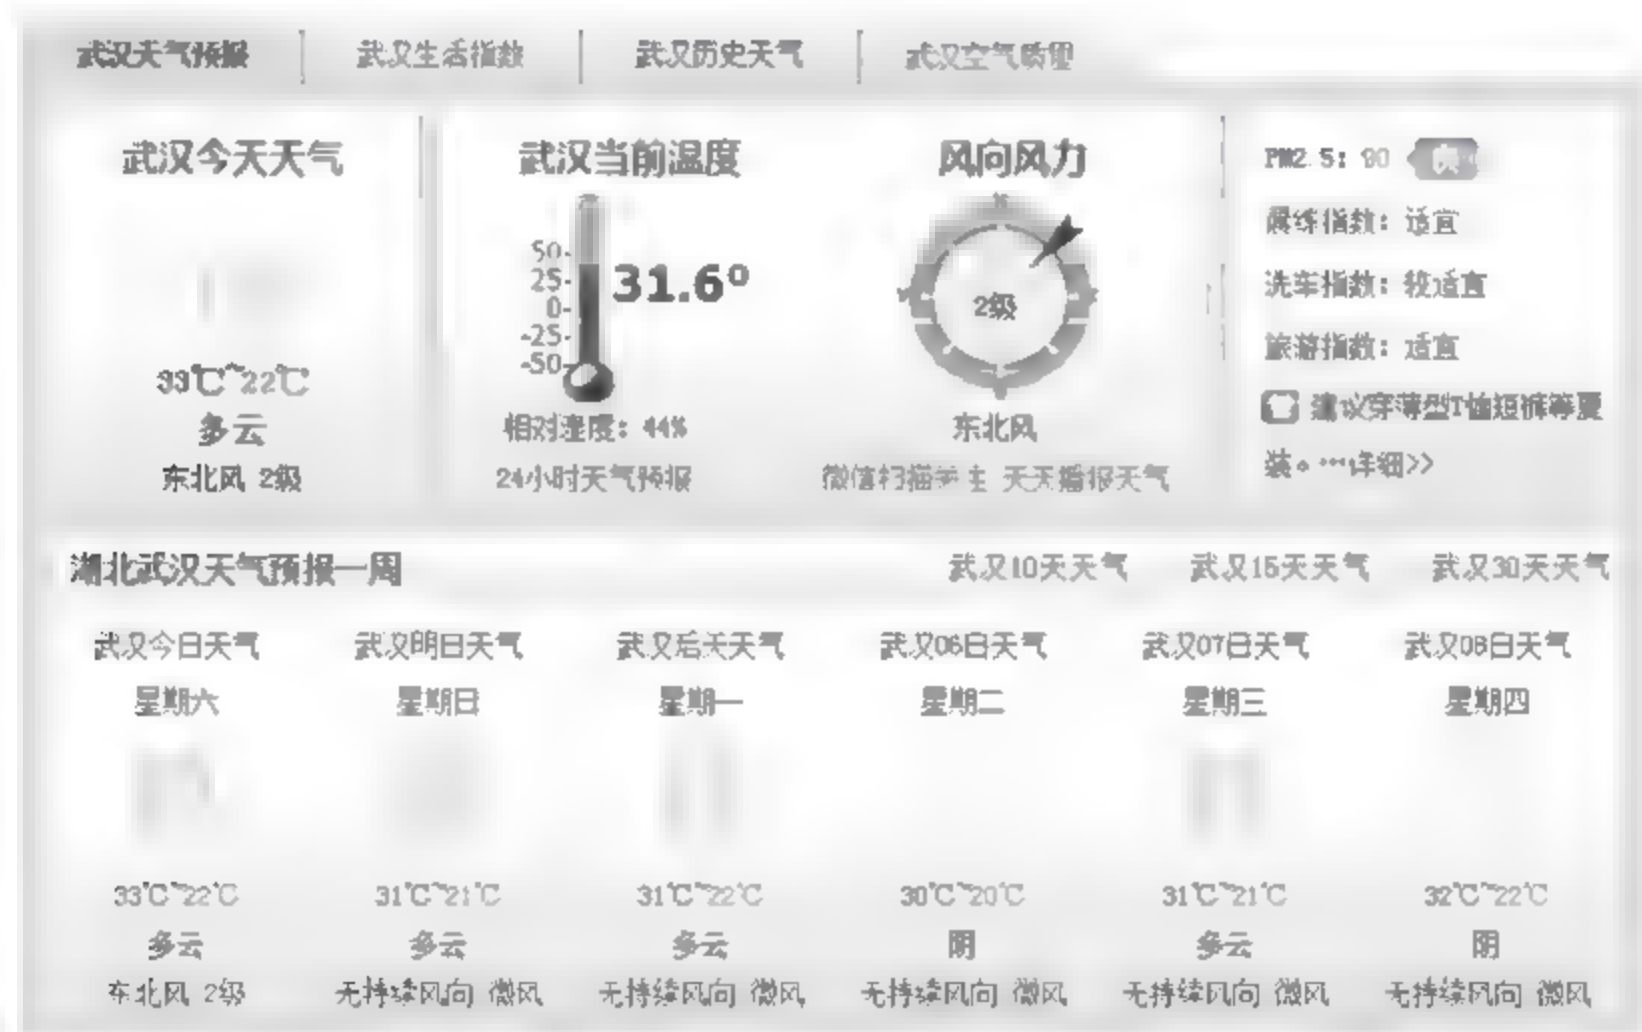 武汉天气预报 武汉生活指数 武汉历史天气 武汉空气质量
武汉今天天气
33℃~22℃
多云
东北风 2级
武汉当前温度
50
25
0
-25
-50
31.6°
相对湿度：44%
24小时天气预报
风向风力
N
2级
东北风
微信扫描关注 天天播报天气
PM2.5：90 良
晨练指数：适宜
洗车指数：较适宜
旅游指数：适宜
建议穿薄型T恤短裤等夏
装。…详细>>
湖北武汉天气预报一周 武汉10天天气 武汉15天天气 武汉30天天气
武汉今日天气 武汉明日天气 武汉后天天气 武汉06日天气 武汉07日天气 武汉08日天气
星期六 星期日 星期一 星期二 星期三 星期四
33℃~22℃ 31℃~21℃ 31℃~22℃ 30℃~20℃ 31℃~21℃ 32℃~22℃
多云 多云 多云 阴 多云 阴
东北风 2级 无持续风向 微风 无持续风向 微风 无持续风向 微风 无持续风向 微风 无持续风向 微风